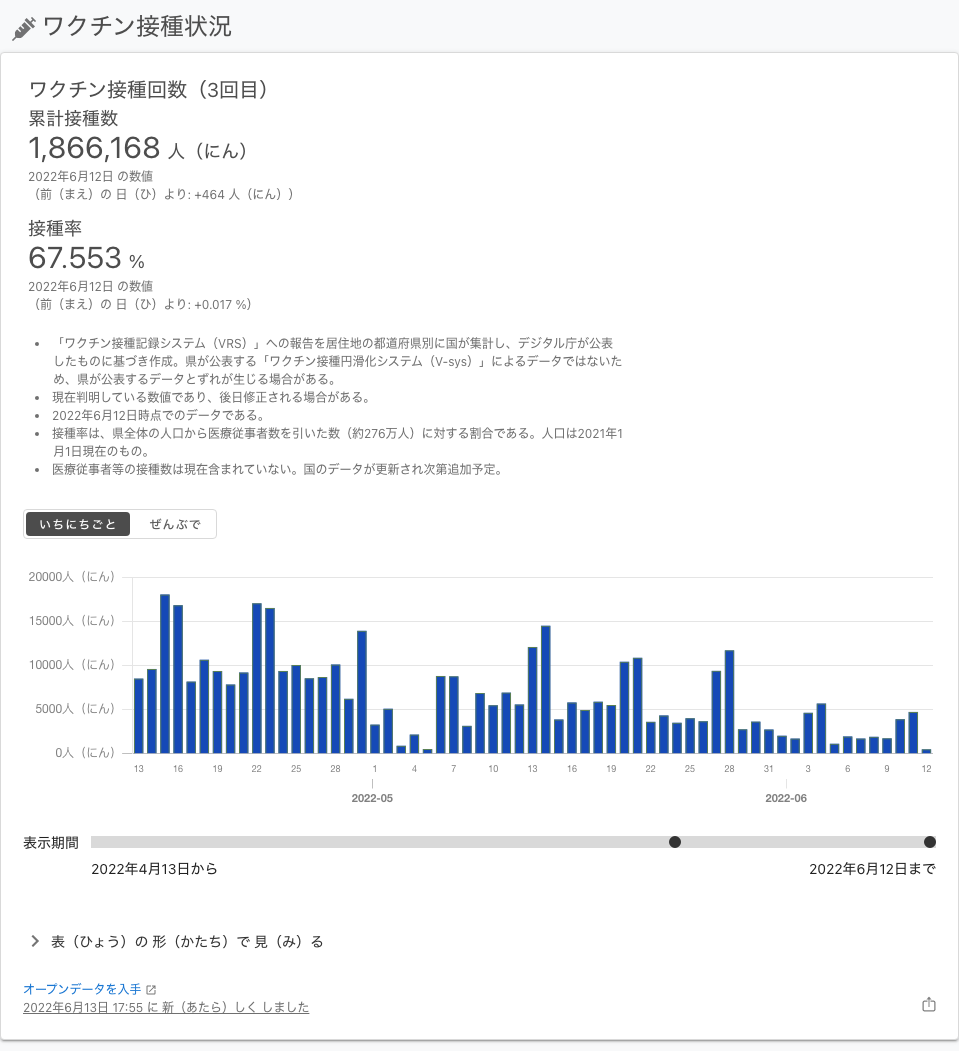 ワクチン接種状況
ワクチン接種回数（3回目）
累計接種数
1,866,168 人（にん）
2022年6月12日 の数値
（前（まえ）の 日（ひ）より: +464 人（にん））
接種率
67.553 %
2022年6月12日 の数値
（前（まえ）の 日（ひ）より: +0.017 %）
• 「ワクチン接種記録システム（VRS）」への報告を居住地の都道府県別に国が集計し、デジタル庁が公表
したものに基づき作成。県が公表する「ワクチン接種円滑化システム（V-sys）」によるデータではないた
め、県が公表するデータとずれが生じる場合がある。
• 現在判明している数値であり、後日修正される場合がある。
• 2022年6月12日時点でのデータである。
• 接種率は、県全体の人口から医療従事者数を引いた数（約276万人）に対する割合である。人口は2021年1
月1日現在のもの。
• 医療従事者等の接種数は現在含まれていない。国のデータが更新され次第追加予定。
いちにちごと ぜんぶで
20000人（にん）
15000人（にん）
10000人（にん）
5000人（にん）
0人（にん）
13 16 19 22 25 28 1 4 7 10 13 16 19 22 25 28 31 3 6 9 12
2022-05 2022-06
表示期間
2022年4月13日から 2022年6月12日まで
表（ひょう）の 形（かたち）で 見（み）る
オープンデータを入手
2022年6月13日 17:55 に 新（あたら）しく しました